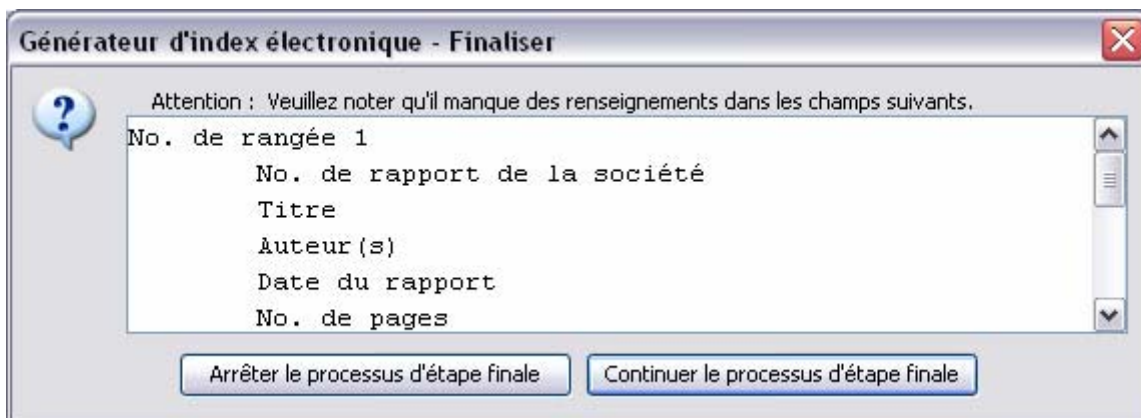 Générateur d'index électronique - Finaliser
Attention : Veuillez noter qu'il manque des renseignements dans les champs suivants.
No. de rangée 1
No. de rapport de la société
Titre
Auteur(s)
Date du rapport
No. de pages
Arrêter le processus d'étape finale
Continuer le processus d'étape finale